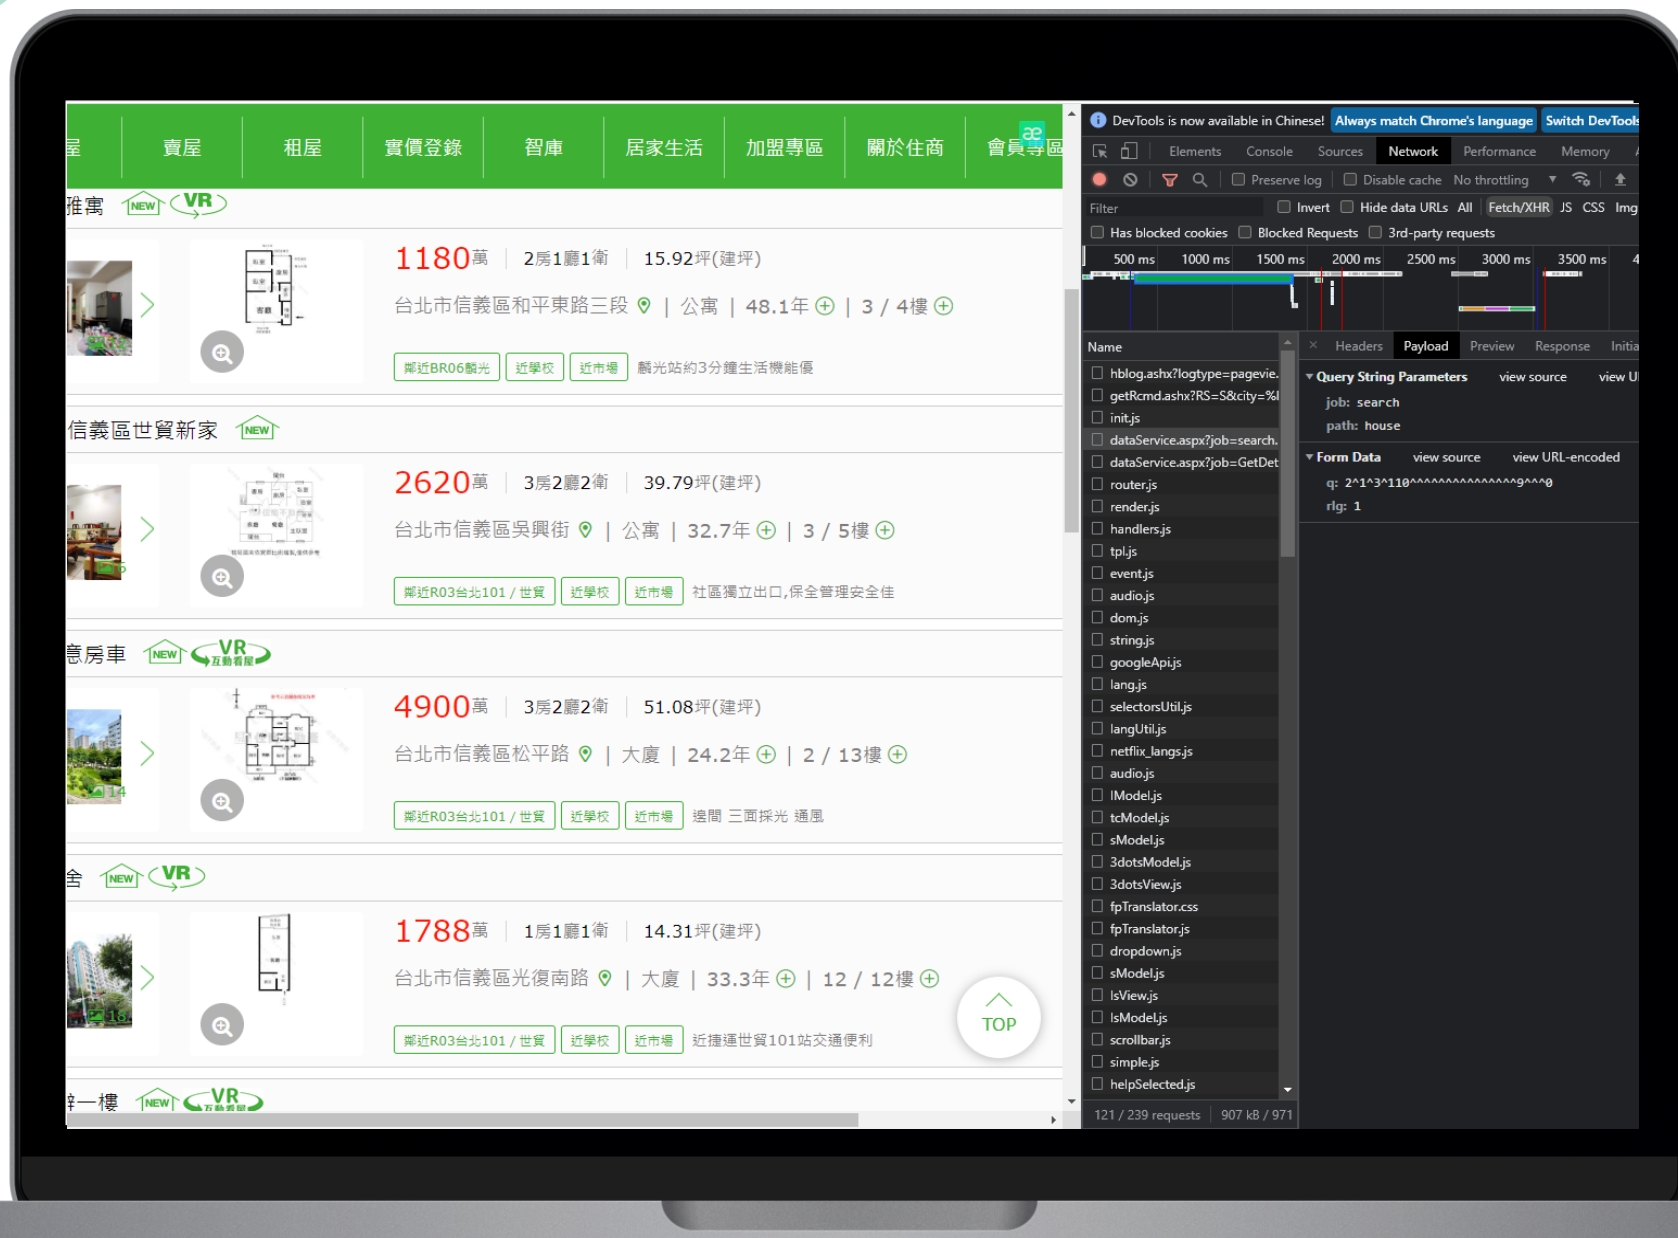 屋 賣屋 租屋 實價登錄 智庫 居家生活 加盟專區 關於住商 會員專區
雅寓 NEW VR
1180萬 2房1廳1衛 15.92坪(建坪)
台北市信義區和平東路三段 | 公寓 | 48.1年 | 3 / 4樓
鄰近BR06麟光 近學校 近市場 麟光站約3分鐘生活機能優
信義區世貿新家 NEW
2620萬 3房2廳2衛 39.79坪(建坪)
台北市信義區吳興街 | 公寓 | 32.7年 | 3 / 5樓
鄰近R03台北101 / 世貿 近學校 近市場 社區獨立出口,保全管理安全佳
意房車 NEW VR 互動看屋
4900萬 3房2廳2衛 51.08坪(建坪)
台北市信義區松平路 | 大廈 | 24.2年 | 2 / 13樓
14
鄰近R03台北101 / 世貿 近學校 近市場 邊間 三面採光 通風
舍 NEW VR
1788萬 1房1廳1衛 14.31坪(建坪)
台北市信義區光復南路 | 大廈 | 33.3年 | 12 / 12樓
18
鄰近R03台北101 / 世貿 近學校 近市場 近捷運世貿101站交通便利
TOP
一樓 NEW VR
DevTools is now available in Chinese! Always match Chrome's language Switch DevTools
Elements Console Sources Network Performance Memory
Preserve log Disable cache No throttling
Filter Invert Hide data URLs All Fetch/XHR JS CSS Img
Has blocked cookies Blocked Requests 3rd-party requests
500 ms 1000 ms 1500 ms 2000 ms 2500 ms 3000 ms 3500 ms 4
Name
hblog.ashx?logtype=pagevie.
getRcmd.ashx?RS=S&city=%
init.js
dataService.aspx?job=search.
dataService.aspx?job=GetDet
router.js
render.js
handlers.js
tpl.js
event.js
audio.js
dom.js
string.js
googleApi.js
lang.js
selectorsUtil.js
langUtil.js
netflix_langs.js
audio.js
lModel.js
tcModel.js
sModel.js
3dotsModel.js
3dotsView.js
fpTranslator.css
fpTranslator.js
dropdown.js
sModel.js
lsView.js
lsModel.js
scrollbar.js
simple.js
helpSelected.js
121 / 239 requests 907 kB / 971
Headers Payload Preview Response Initia
Query String Parameters view source view U
job: search
path: house
Form Data view source view URL-encoded
q: 2^1^3^110^^^^^^^^^^^^^^^^9^^^0
rlg: 1